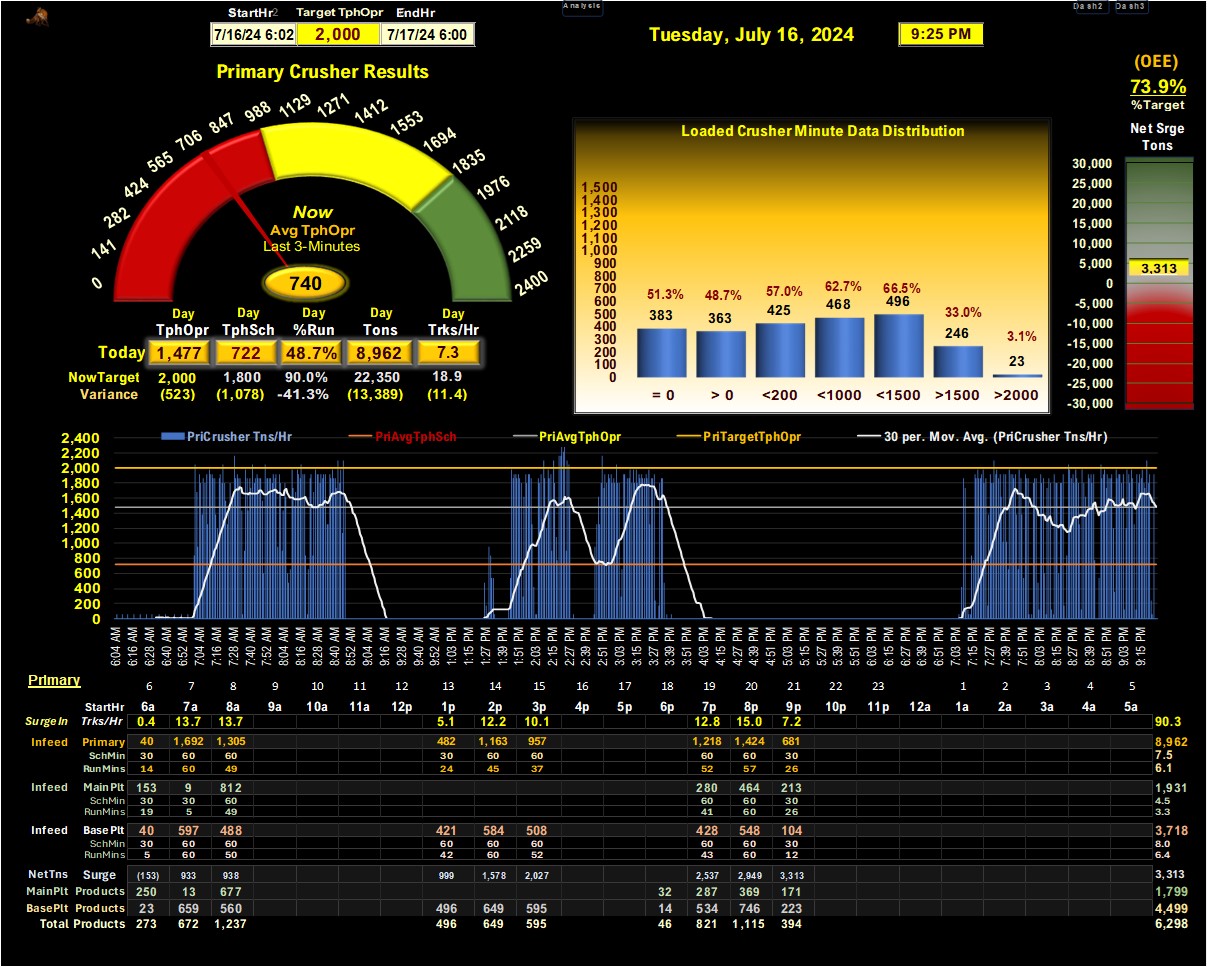 StartHr2 Target TphOpr EndHr
7/16/24 6:02 2,000 7/17/24 6:00
Analysis
Dash2 Dash3
Tuesday, July 16, 2024 9:25 PM
(OEE)
73.9%
%Target
Net Srge
Tons
30,000
25,000
20,000
15,000
10,000
5,000
3,313
0
-5,000
-10,000
-15,000
-20,000
-25,000
-30,000
Primary Crusher Results
0 141 282 424 565 706 847 988 1129 1271 1412 1553 1694 1835 1976 2118 2259 2400
Now
Avg TphOpr
Last 3-Minutes
740
Day Day Day Day Day
TphOpr TphSch %Run Tons Trks/Hr
Today 1,477 722 48.7% 8,962 7.3
NowTarget 2,000 1,800 90.0% 22,350 18.9
Variance (523) (1,078) -41.3% (13,389) (11.4)
Loaded Crusher Minute Data Distribution
1,500
1,400
1,300
1,200
1,100
1,000
900
800
700
600
500
400
300
200
100
0
51.3% 48.7% 57.0% 62.7% 66.5% 33.0% 3.1%
383 363 425 468 496 246 23
= 0 > 0 <200 <1000 <1500 >1500 >2000
PriCrusher Tns/Hr PriAvgTphSch PriAvgTphOpr PriTargetTphOpr 30 per. Mov. Avg. (PriCrusher Tns/Hr)
2,400
2,200
2,000
1,800
1,600
1,400
1,200
1,000
800
600
400
200
0
6:04 AM 6:16 AM 6:28 AM 6:40 AM 6:52 AM 7:04 AM 7:16 AM 7:28 AM 7:40 AM 7:52 AM 8:04 AM 8:16 AM 8:28 AM 8:40 AM 8:52 AM 9:04 AM 9:16 AM 9:28 AM 9:40 AM 9:52 AM 1:03 PM 1:15 PM 1:27 PM 1:39 PM 1:51 PM 2:03 PM 2:15 PM 2:27 PM 2:39 PM 2:51 PM 3:03 PM 3:15 PM 3:27 PM 3:39 PM 3:51 PM 4:03 PM 4:15 PM 4:27 PM 4:39 PM 4:51 PM 5:03 PM 5:15 PM 5:27 PM 5:39 PM 5:51 PM 6:03 PM 6:15 PM 6:27 PM 6:39 PM 6:51 PM 7:03 PM 7:15 PM 7:27 PM 7:39 PM 7:51 PM 8:03 PM 8:15 PM 8:27 PM 8:39 PM 8:51 PM 9:03 PM 9:15 PM
Primary
6 7 8 9 10 11 12 13 14 15 16 17 18 19 20 21 22 23 1 2 3 4 5
StartHr 6a 7a 8a 9a 10a 11a 12p 1p 2p 3p 4p 5p 6p 7p 8p 9p 10p 11p 12a 1a 2a 3a 4a 5a
SurgeIn Trks/Hr 0.4 13.7 13.7 5.1 12.2 10.1 12.8 15.0 7.2 90.3
Infeed Primary 40 1,692 1,305 482 1,163 957 1,218 1,424 681 8,962
SchMin 30 60 60 60 60 60 60 60 30 7.5
RunMins 14 60 49 24 45 37 52 57 26 6.1
Infeed MainPlt 153 9 812 280 464 213 1,931
SchMin 30 30 60 60 60 30 4.5
RunMins 19 5 49 41 60 26 3.3
Infeed BasePlt 40 597 488 421 584 508 428 548 104 3,718
SchMin 30 60 60 60 60 60 60 60 30 8.0
RunMins 5 60 50 42 60 52 43 60 12 6.4
NetTns Surge (153) 933 938 999 1,578 2,027 2,537 2,949 3,313 3,313
MainPlt Products 250 13 677 32 287 369 171 1,799
BasePlt Products 23 659 560 496 649 595 14 534 746 223 4,499
Total Products 273 672 1,237 496 649 595 46 821 1,115 394 6,298